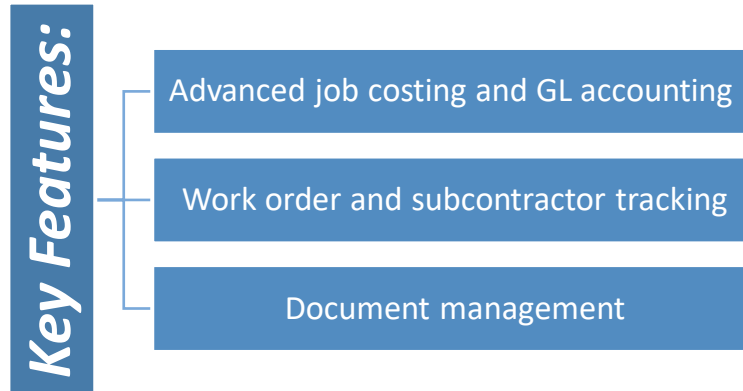 Key Features:
Advanced job costing and GL accounting
Work order and subcontractor tracking
Document management